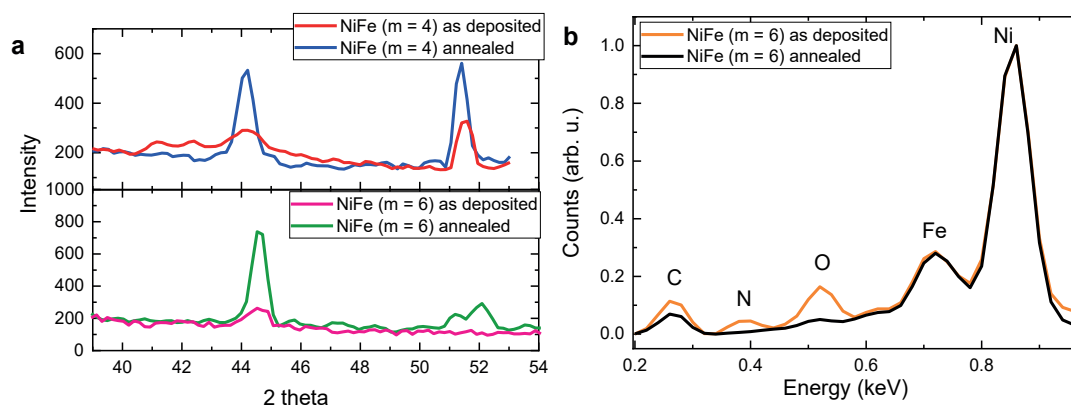 a
NiFe (m = 4) as deposited
NiFe (m = 4) annealed
600
400
200
1000
NiFe (m = 6) as deposited
NiFe (m = 6) annealed
800
600
400
200
0
40 42 44 46 48 50 52 54
Intensity
2 theta
b
NiFe (m = 6) as deposited
NiFe (m = 6) annealed
Ni
Fe
O
N
C
1.0
0.8
0.6
0.4
0.2
0.0
0.2 0.4 0.6 0.8
Counts (arb. u.)
Energy (keV)